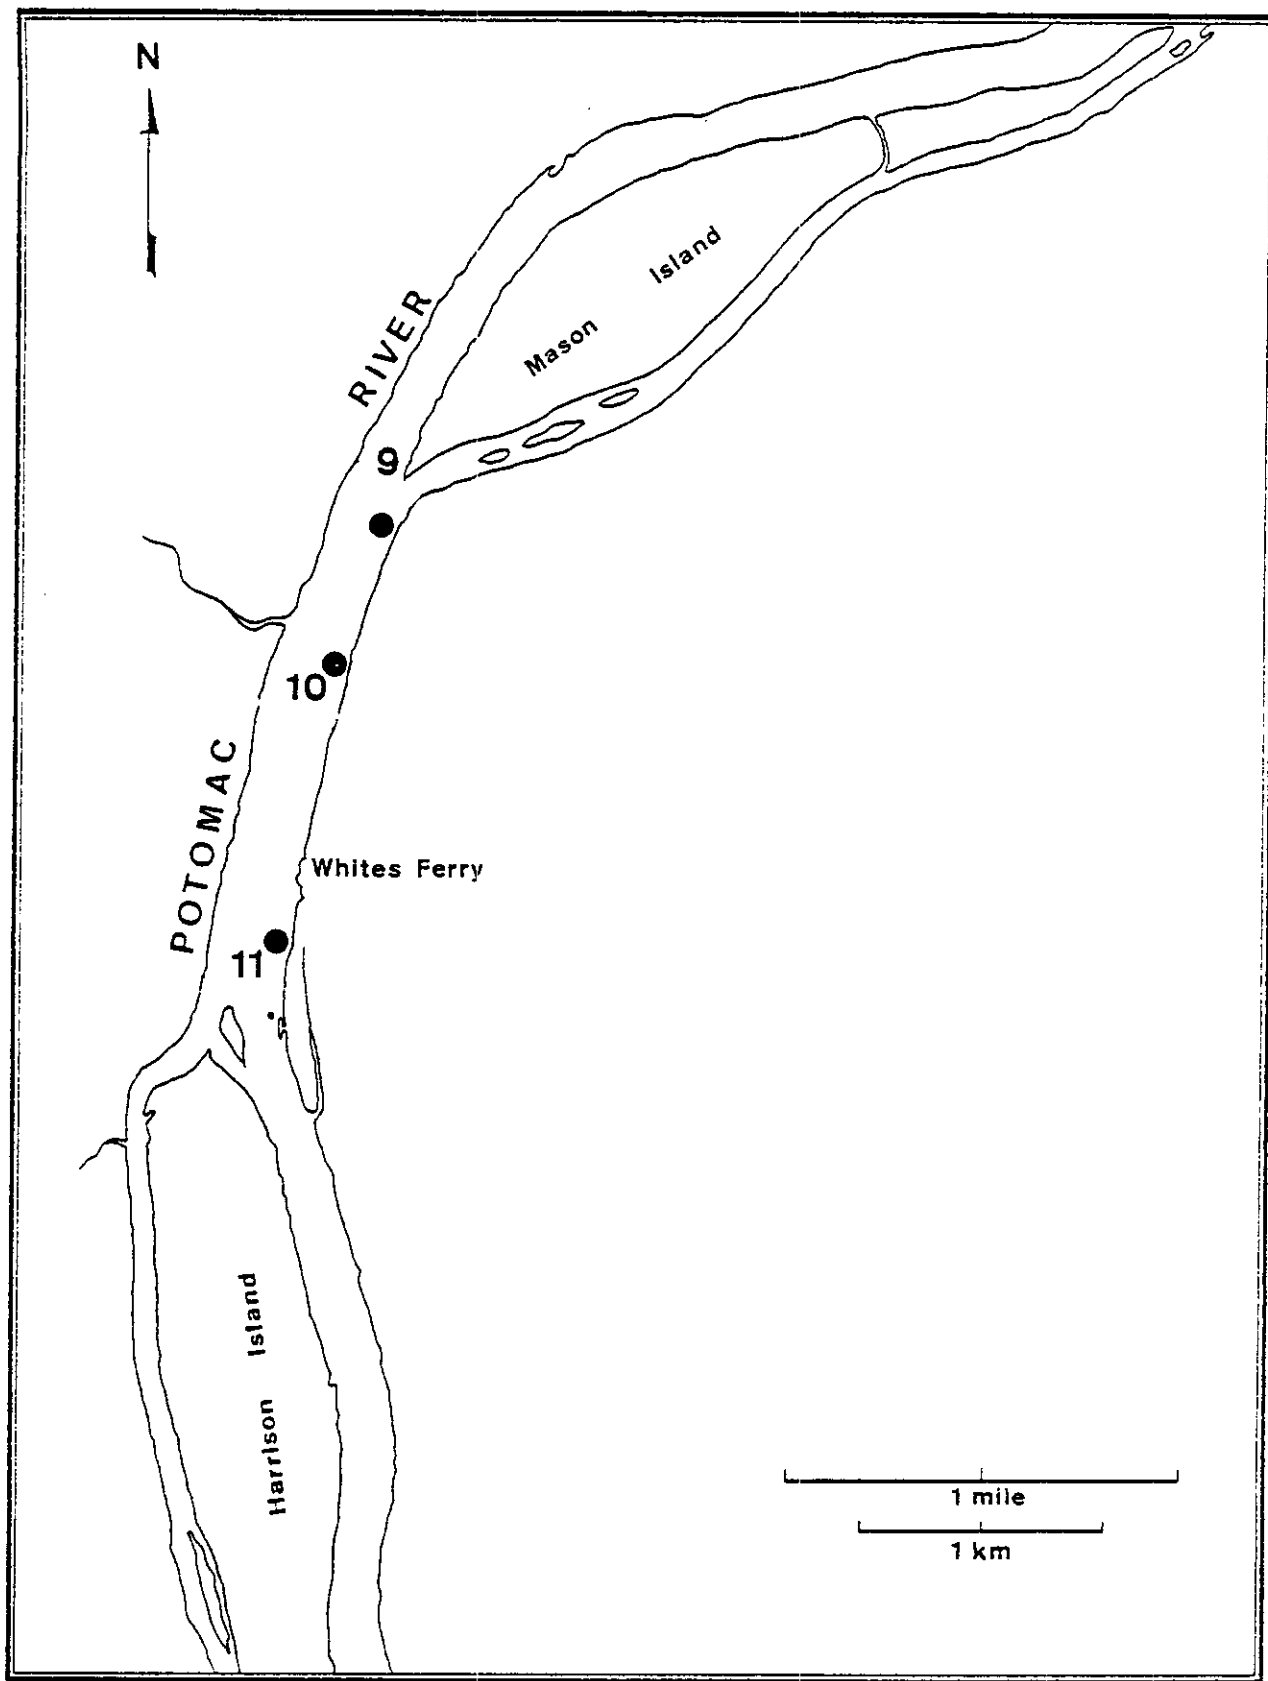 N
Island
Mason
RIVER
9
10
POTOMAC
Whites Ferry
11
Island
Harrison
1 mile
1 km